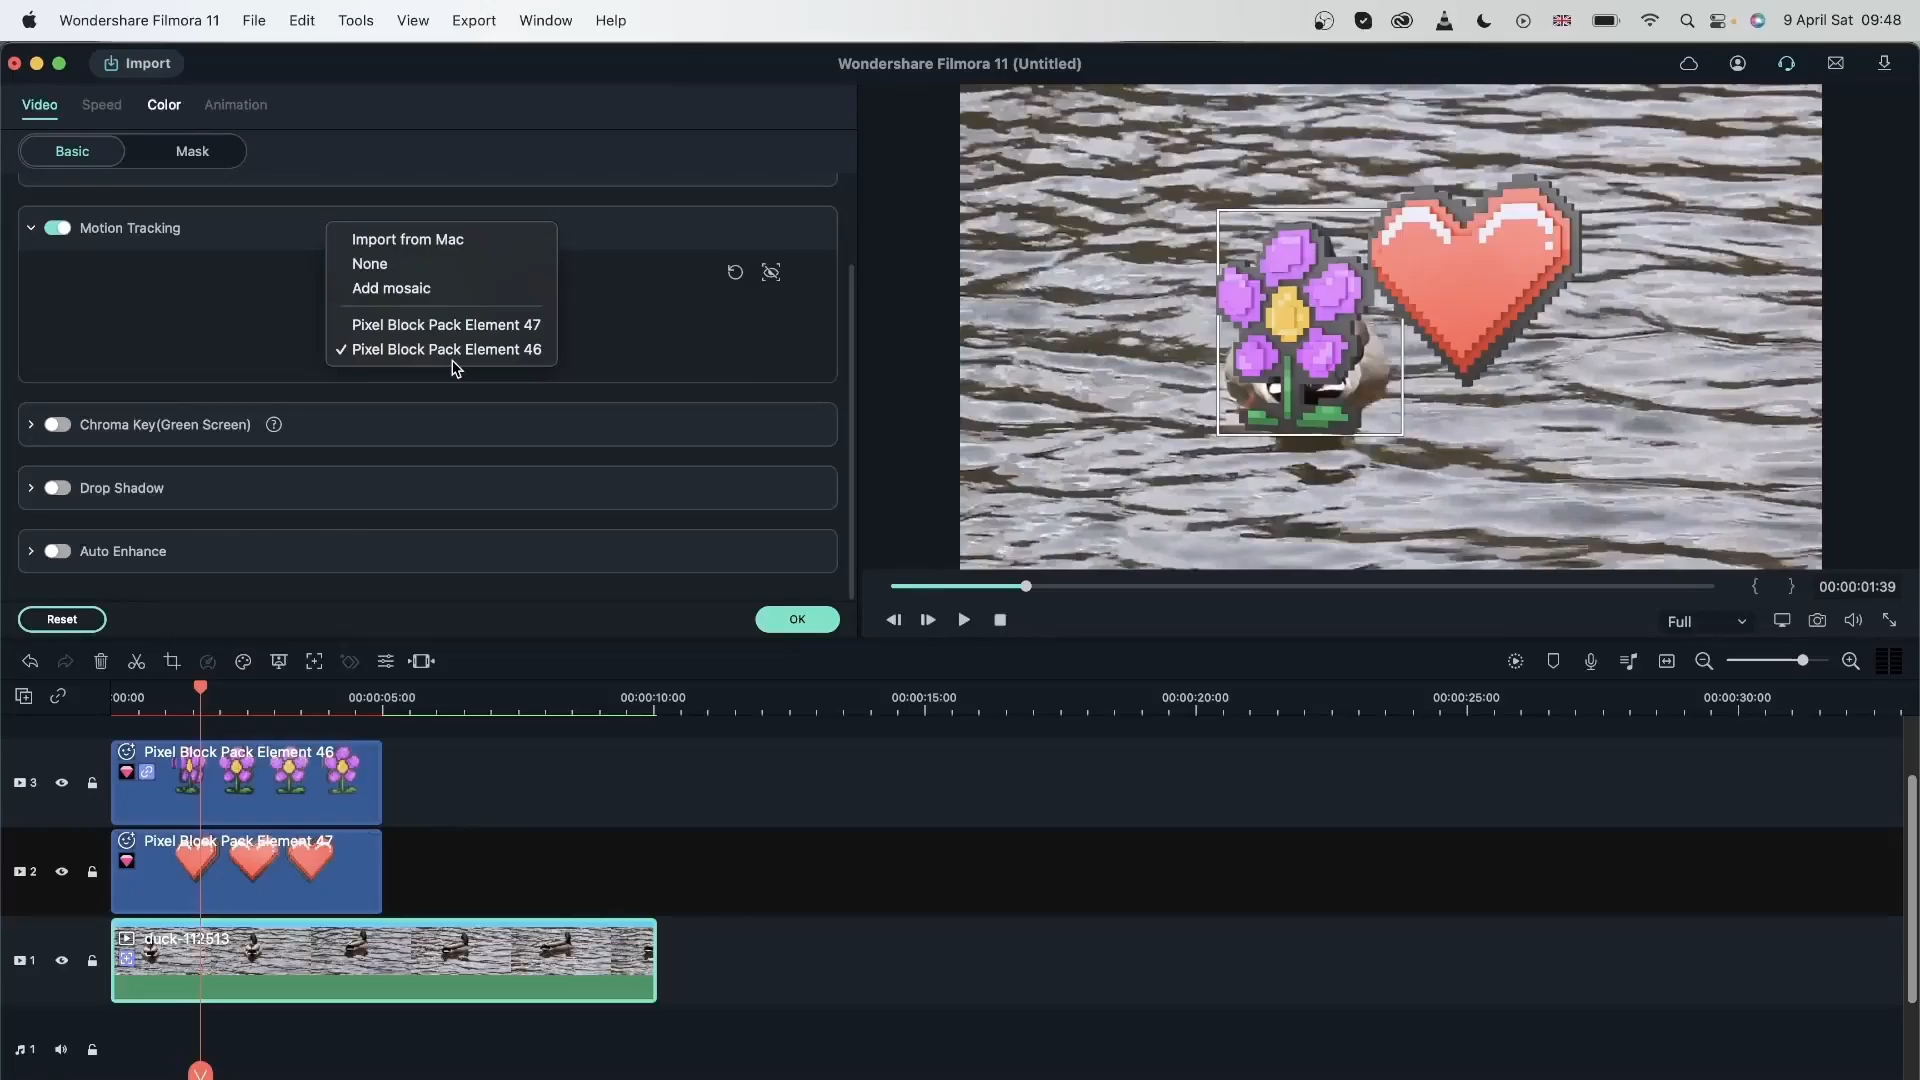 Wondershare Filmora 11 File Edit Tools View Export Window Help 9 April Sat 09:48
Import Wondershare Filmora 11 (Untitled)
Video Speed Color Animation
Basic Mask
Motion Tracking
Import from Mac
None
Add mosaic
Pixel Block Pack Element 47
Pixel Block Pack Element 46
Chroma Key(Green Screen)
Drop Shadow
Auto Enhance
{ } 00:00:01:39
Reset OK
Full
:00:00 00:00:05:00 00:00:10:00 00:00:15:00 00:00:20:00 00:00:25:00 00:00:30:00
Pixel Block Pack Element 46
3
Pixel Block Pack Element 47
2
duck-112513
1
1